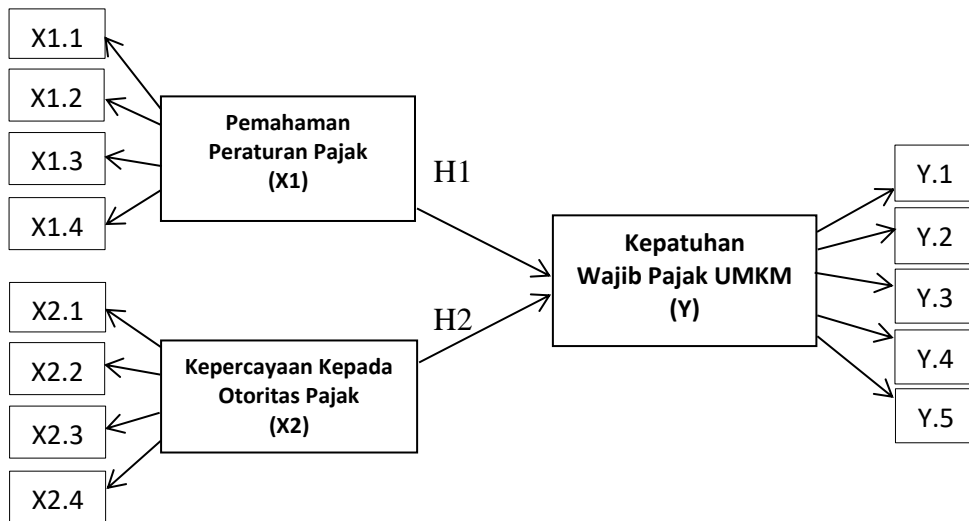 X1.1
X1.2
X1.3
X1.4
Pemahaman
Peraturan Pajak
(X1)
H1
X2.1
X2.2
X2.3
X2.4
Kepercayaan Kepada
Otoritas Pajak
(X2)
H2
Kepatuhan
Wajib Pajak UMKM
(Y)
Y.1
Y.2
Y.3
Y.4
Y.5